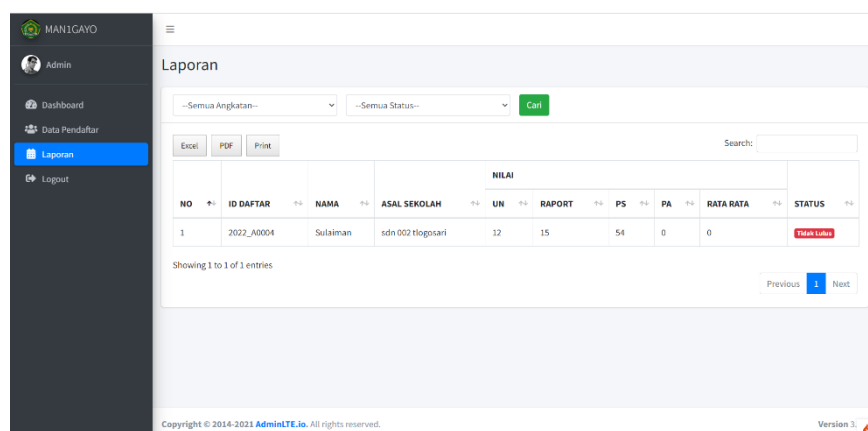 MAN1GAYO
Admin
Dashboard
Data Pendaftar
Laporan
Logout
Laporan
--Semua Angkatan-- --Semua Status-- Cari
Excel PDF Print Search:
NILAI
NO ID DAFTAR NAMA ASAL SEKOLAH UN RAPORT PS PA RATA RATA STATUS
1 2022_A0004 Sulaiman sdn 002 tlogosari 12 15 54 0 0 Tidak Lulus
Showing 1 to 1 of 1 entries
Previous 1 Next
Copyright © 2014-2021 AdminLTE.io. All rights reserved. Version 3.